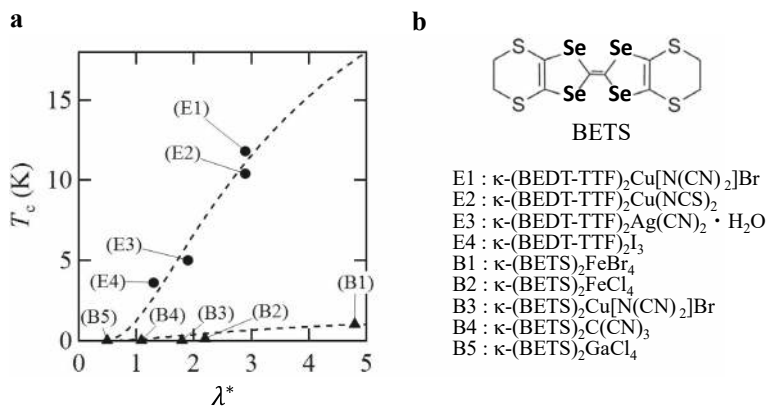 a
b
15
10
5
0
T_c (K)
(E1)
(E2)
(E3)
(E4)
(B5)
(B4)
(B3)
(B2)
(B1)
0 1 2 3 4 5
λ*
S Se Se S
S Se Se S
BETS
E1 : κ-(BEDT-TTF)₂Cu[N(CN)₂]Br
E2 : κ-(BEDT-TTF)₂Cu(NCS)₂
E3 : κ-(BEDT-TTF)₂Ag(CN)₂・H₂O
E4 : κ-(BEDT-TTF)₂I₃
B1 : κ-(BETS)₂FeBr₄
B2 : κ-(BETS)₂FeCl₄
B3 : κ-(BETS)₂Cu[N(CN)₂]Br
B4 : κ-(BETS)₂C(CN)₃
B5 : κ-(BETS)₂GaCl₄